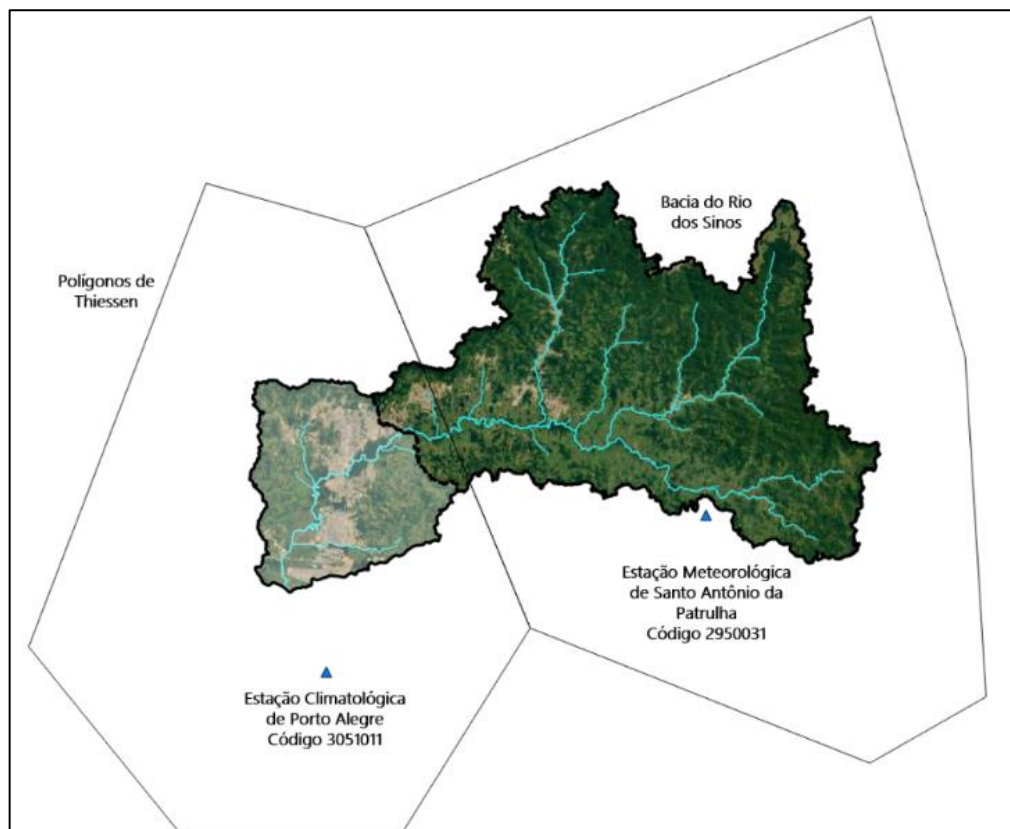 Bacia do Rio
dos Sinos
Polígonos de
Thiessen
Estação Meteorológica
de Santo Antônio da
Patrulha
Código 2950031
Estação Climatológica
de Porto Alegre
Código 3051011